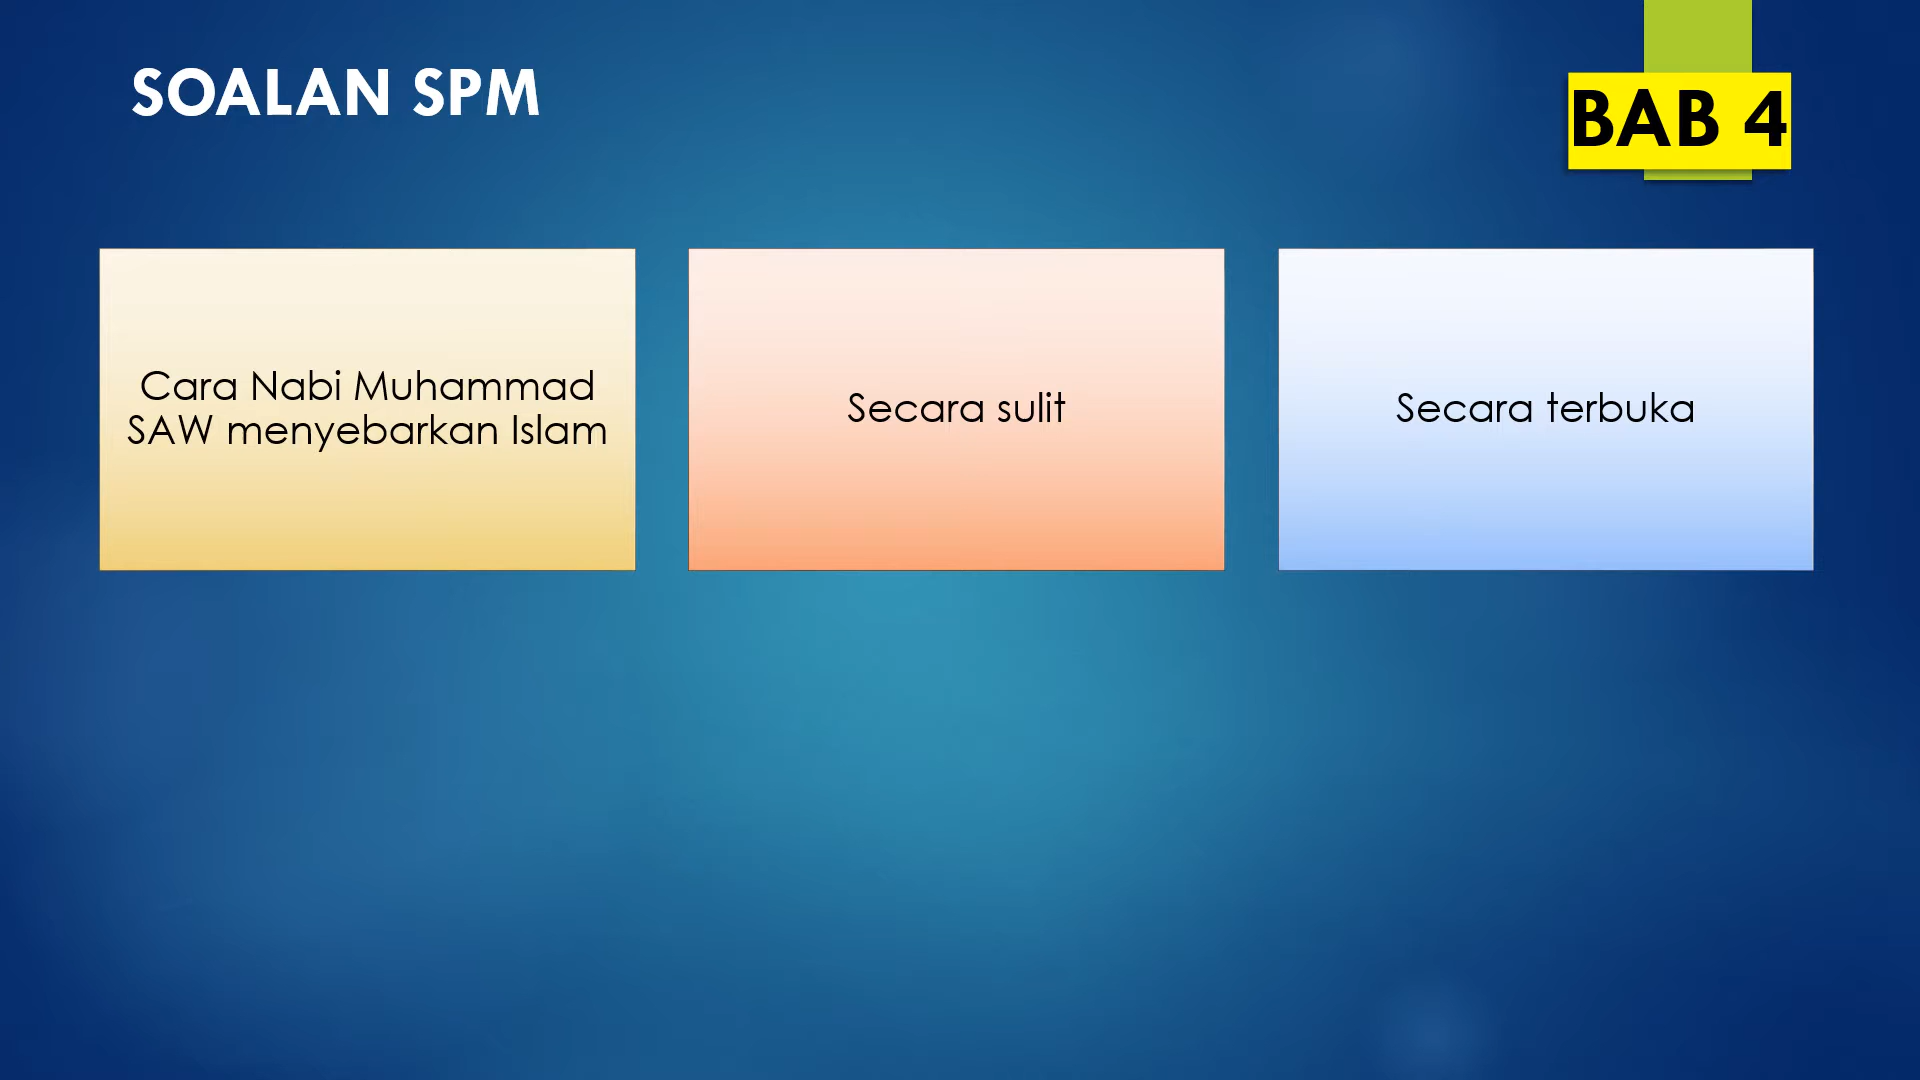 SOALAN SPM
BAB 4
Cara Nabi Muhammad
SAW menyebarkan Islam
Secara sulit
Secara terbuka